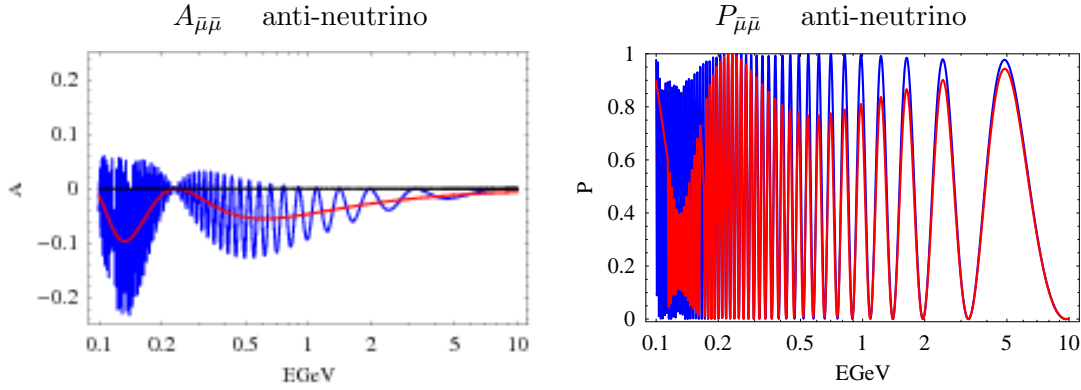 A_{\bar{\mu}\bar{\mu}} anti-neutrino
0.2
0.1
0
−0.1
−0.2
A
0.1 0.2 0.5 1 2 5 10
EGeV
P_{\bar{\mu}\bar{\mu}} anti-neutrino
1
0.8
0.6
0.4
0.2
0
P
0.1 0.2 0.5 1 2 5 10
EGeV